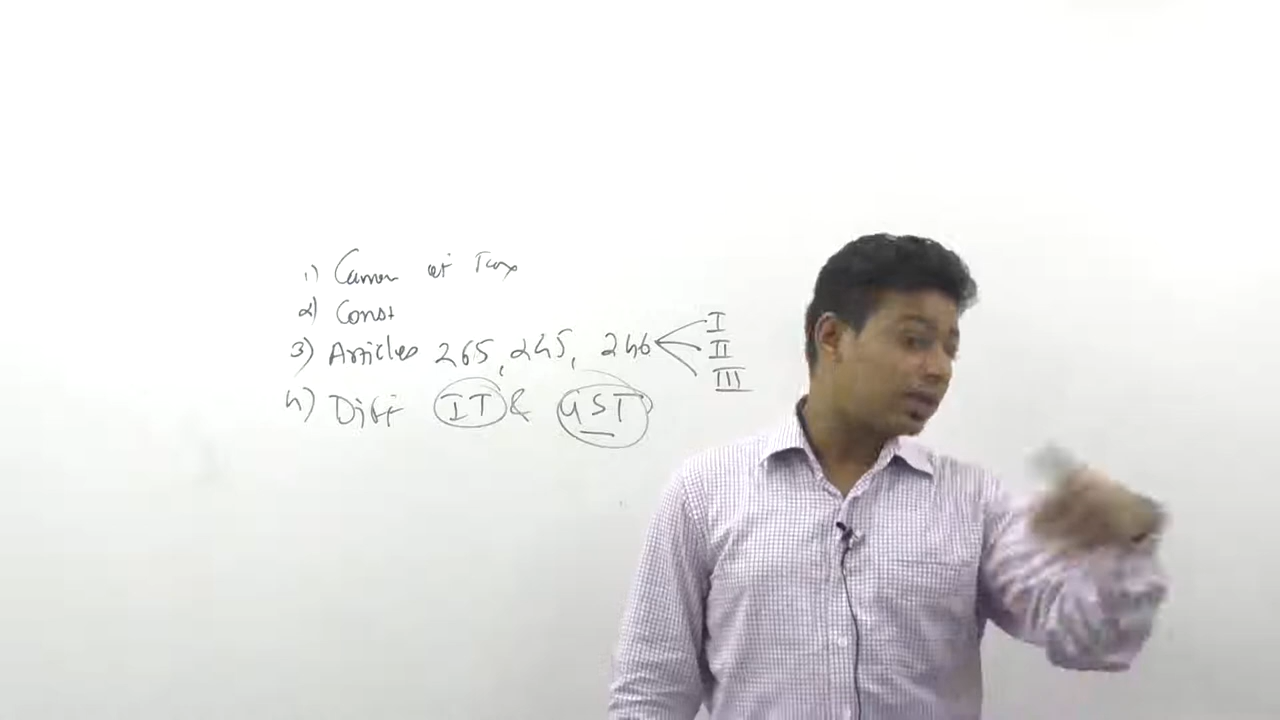 1) Canon of Tax
2) Const
3) Articles 265, 245, 246 I II III
4) Diff IT & GST